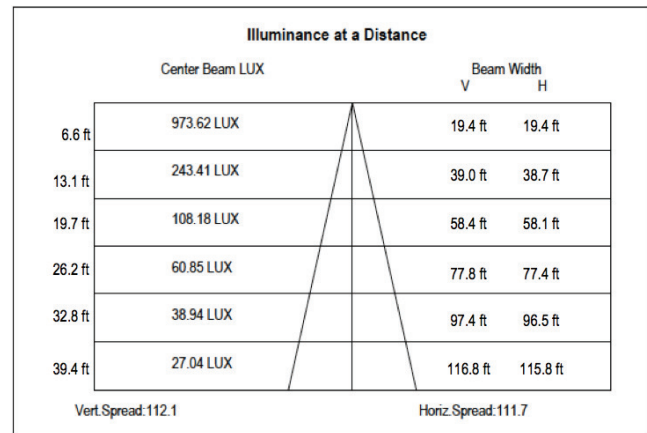 Illuminance at a Distance
Center Beam LUX Beam Width
V H
6.6 ft 973.62 LUX 19.4 ft 19.4 ft
13.1 ft 243.41 LUX 39.0 ft 38.7 ft
19.7 ft 108.18 LUX 58.4 ft 58.1 ft
26.2 ft 60.85 LUX 77.8 ft 77.4 ft
32.8 ft 38.94 LUX 97.4 ft 96.5 ft
39.4 ft 27.04 LUX 116.8 ft 115.8 ft
Vert.Spread:112.1 Horiz.Spread:111.7